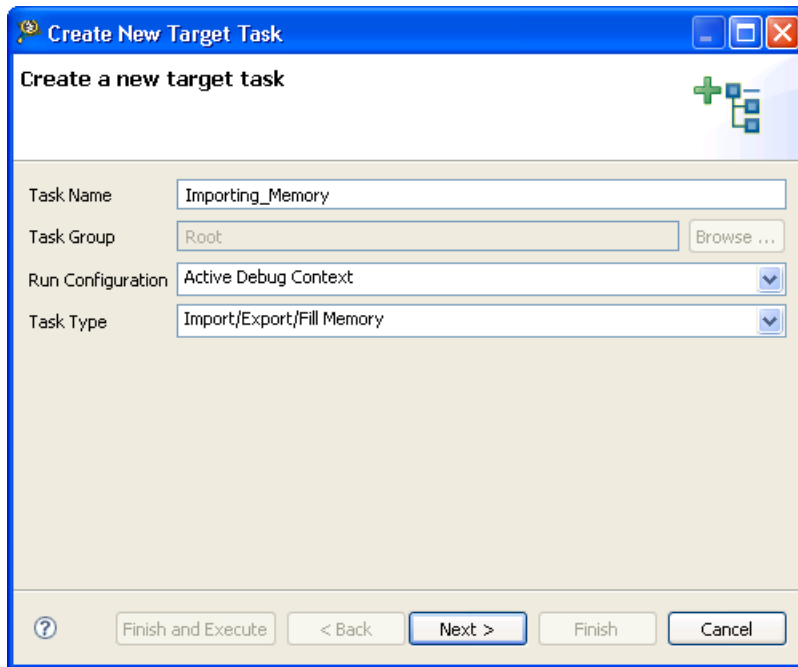 Create New Target Task
Create a new target task
Task Name Importing_Memory
Task Group Root Browse ...
Run Configuration Active Debug Context
Task Type Import/Export/Fill Memory
? Finish and Execute < Back Next > Finish Cancel